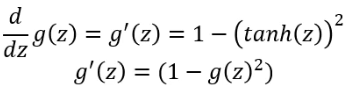 d/dz g(z) = g′(z) = 1 − (tanh(z))²
g′(z) = (1 − g(z)²)